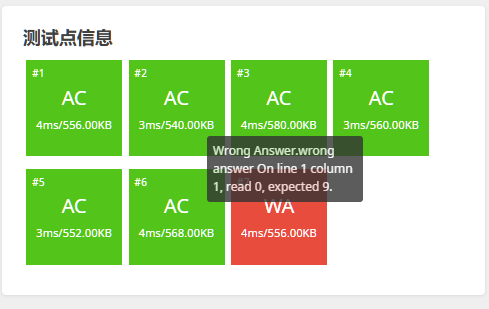 测试点信息
#1
AC
4ms/556.00KB
#2
AC
3ms/540.00KB
#3
AC
4ms/580.00KB
#4
AC
3ms/560.00KB
Wrong Answer.wrong
answer On line 1 column
1, read 0, expected 9.
#5
AC
3ms/552.00KB
#6
AC
4ms/568.00KB
WA
4ms/556.00KB